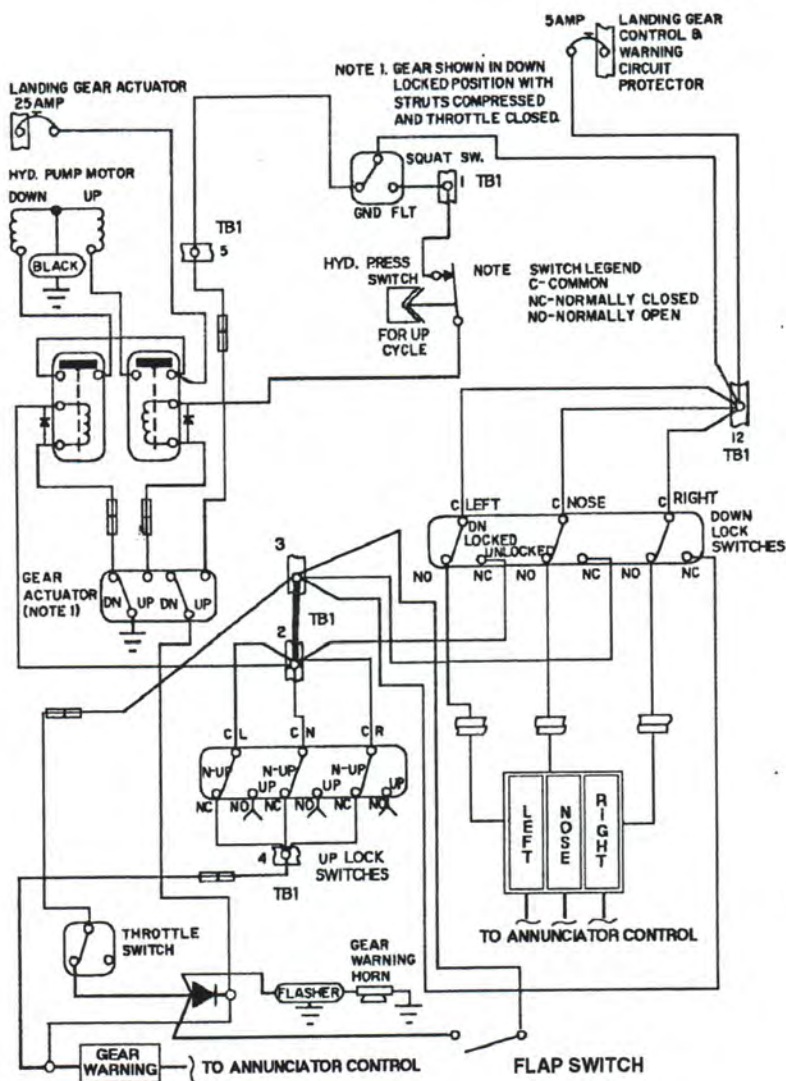 5AMP
LANDING GEAR
CONTROL &
WARNING
CIRCUIT
PROTECTOR
NOTE 1. GEAR SHOWN IN DOWN
LOCKED POSITION WITH
STRUTS COMPRESSED
AND THROTTLE CLOSED.
LANDING GEAR ACTUATOR
25 AMP
SQUAT SW.
GND FLT
1 TB1
HYD. PUMP MOTOR
DOWN UP
BLACK
TB1
5
HYD. PRESS
SWITCH
FOR UP
CYCLE
NOTE SWITCH LEGEND
C-COMMON
NC-NORMALLY CLOSED
NO-NORMALLY OPEN
12
TB1
C LEFT
C NOSE
C RIGHT
DN
LOCKED
UNLOCKED
DOWN
LOCK
SWITCHES
NO NC NO NC NO NC
GEAR
ACTUATOR
(NOTE 1)
DN UP DN UP
3
TB1
2
C L C N C R
N-UP N-UP N-UP
UP UP UP
NC NO NC NO NC NO
4
TB1
UP LOCK
SWITCHES
LEFT
NOSE
RIGHT
TO ANNUNCIATOR CONTROL
THROTTLE
SWITCH
FLASHER
GEAR
WARNING
HORN
GEAR
WARNING
TO ANNUNCIATOR CONTROL
FLAP SWITCH